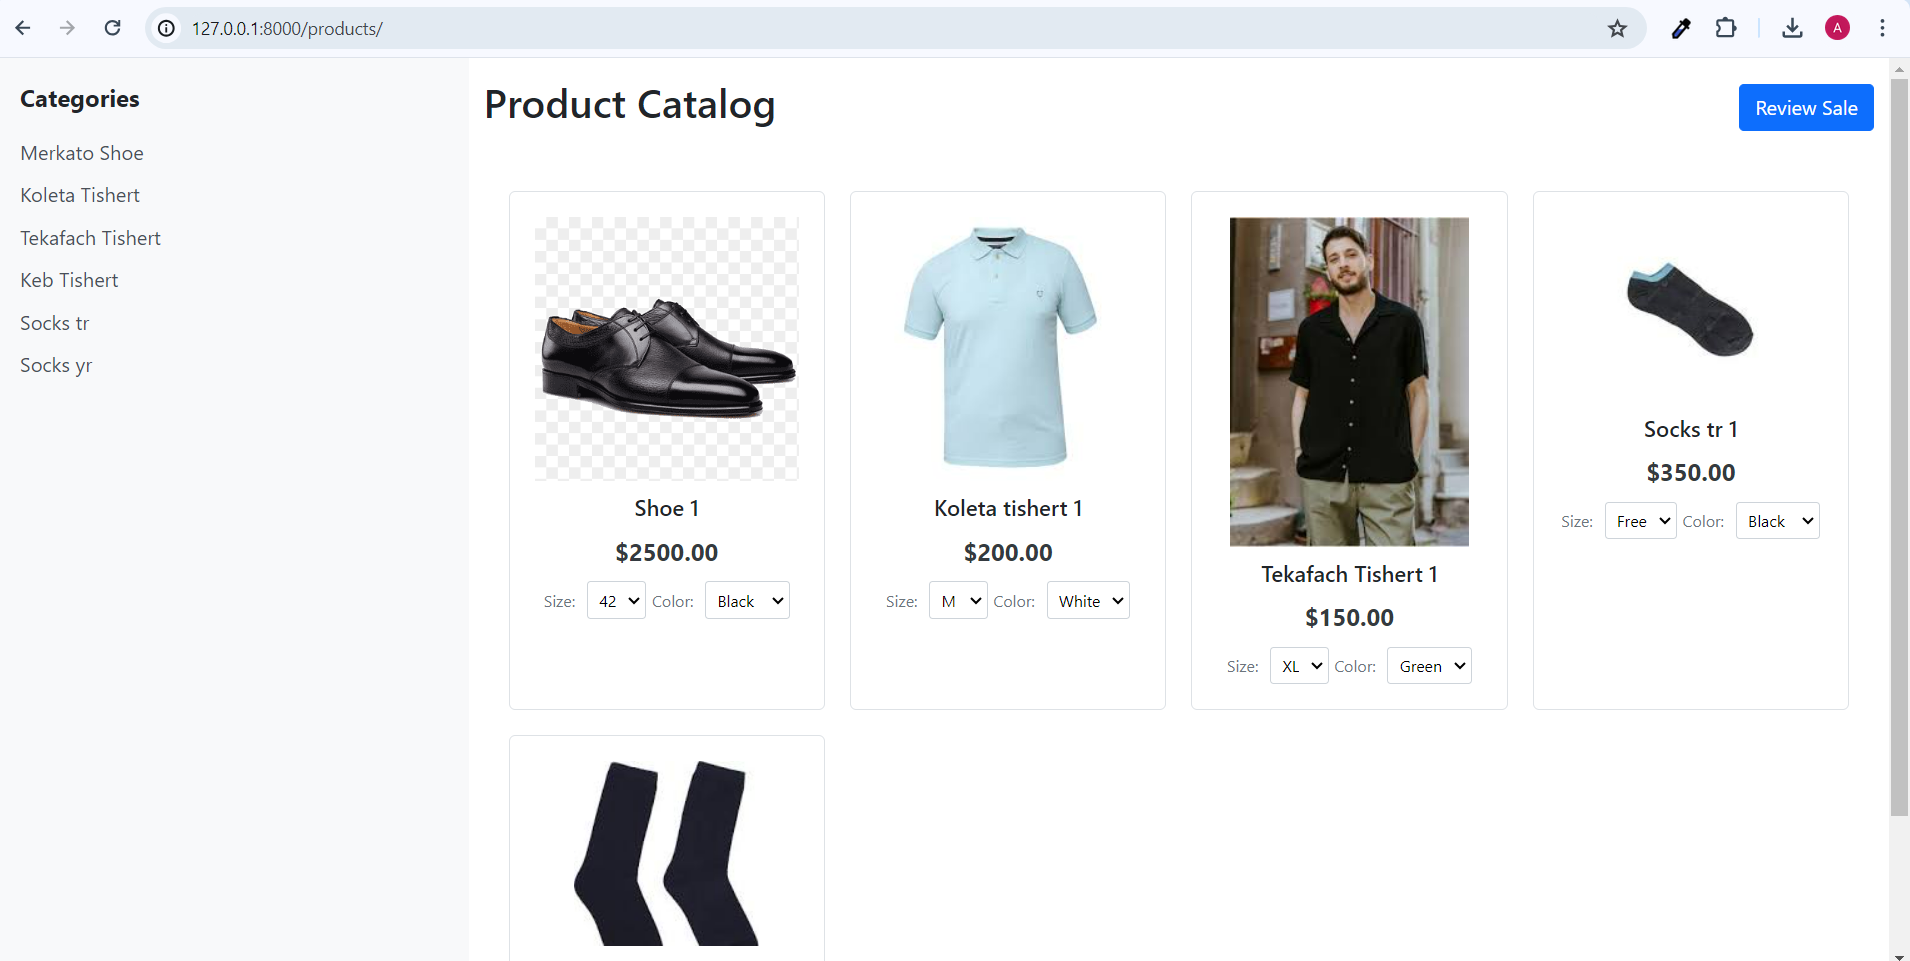 127.0.0.1:8000/products/
A
Categories
Merkato Shoe
Koleta Tishert
Tekafach Tishert
Keb Tishert
Socks tr
Socks yr
Product Catalog
Review Sale
Shoe 1
$2500.00
Size: 42 Color: Black
Koleta tishert 1
$200.00
Size: M Color: White
Tekafach Tishert 1
$150.00
Size: XL Color: Green
Socks tr 1
$350.00
Size: Free Color: Black